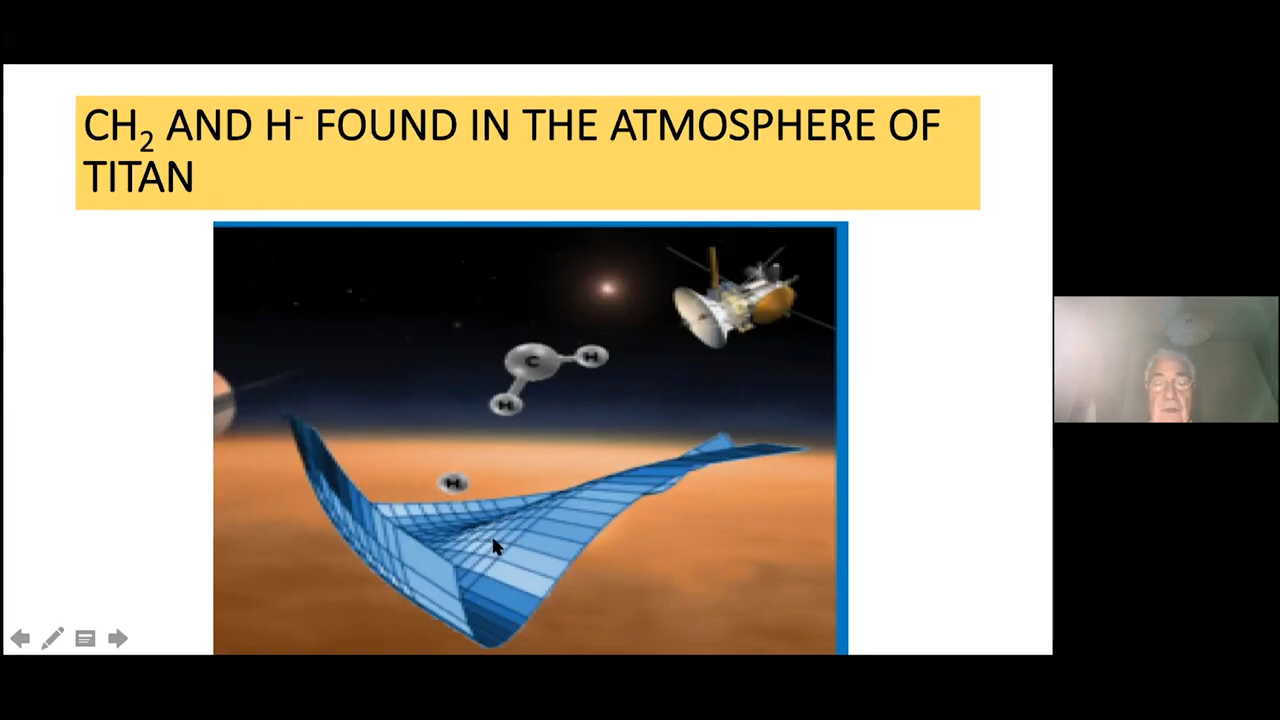 CH₂ AND H⁻ FOUND IN THE ATMOSPHERE OF
TITAN
C
H
H
H